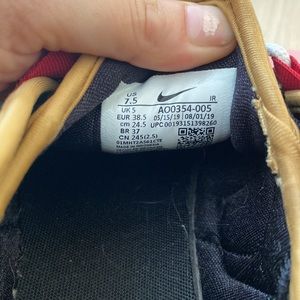 US
7.5 IR
UK 5 AO0354-005
EUR 38.5 05/15/19 08/01/19
cm 24.5 UPC 00193151398260
BR 37
CN 245(2.5)